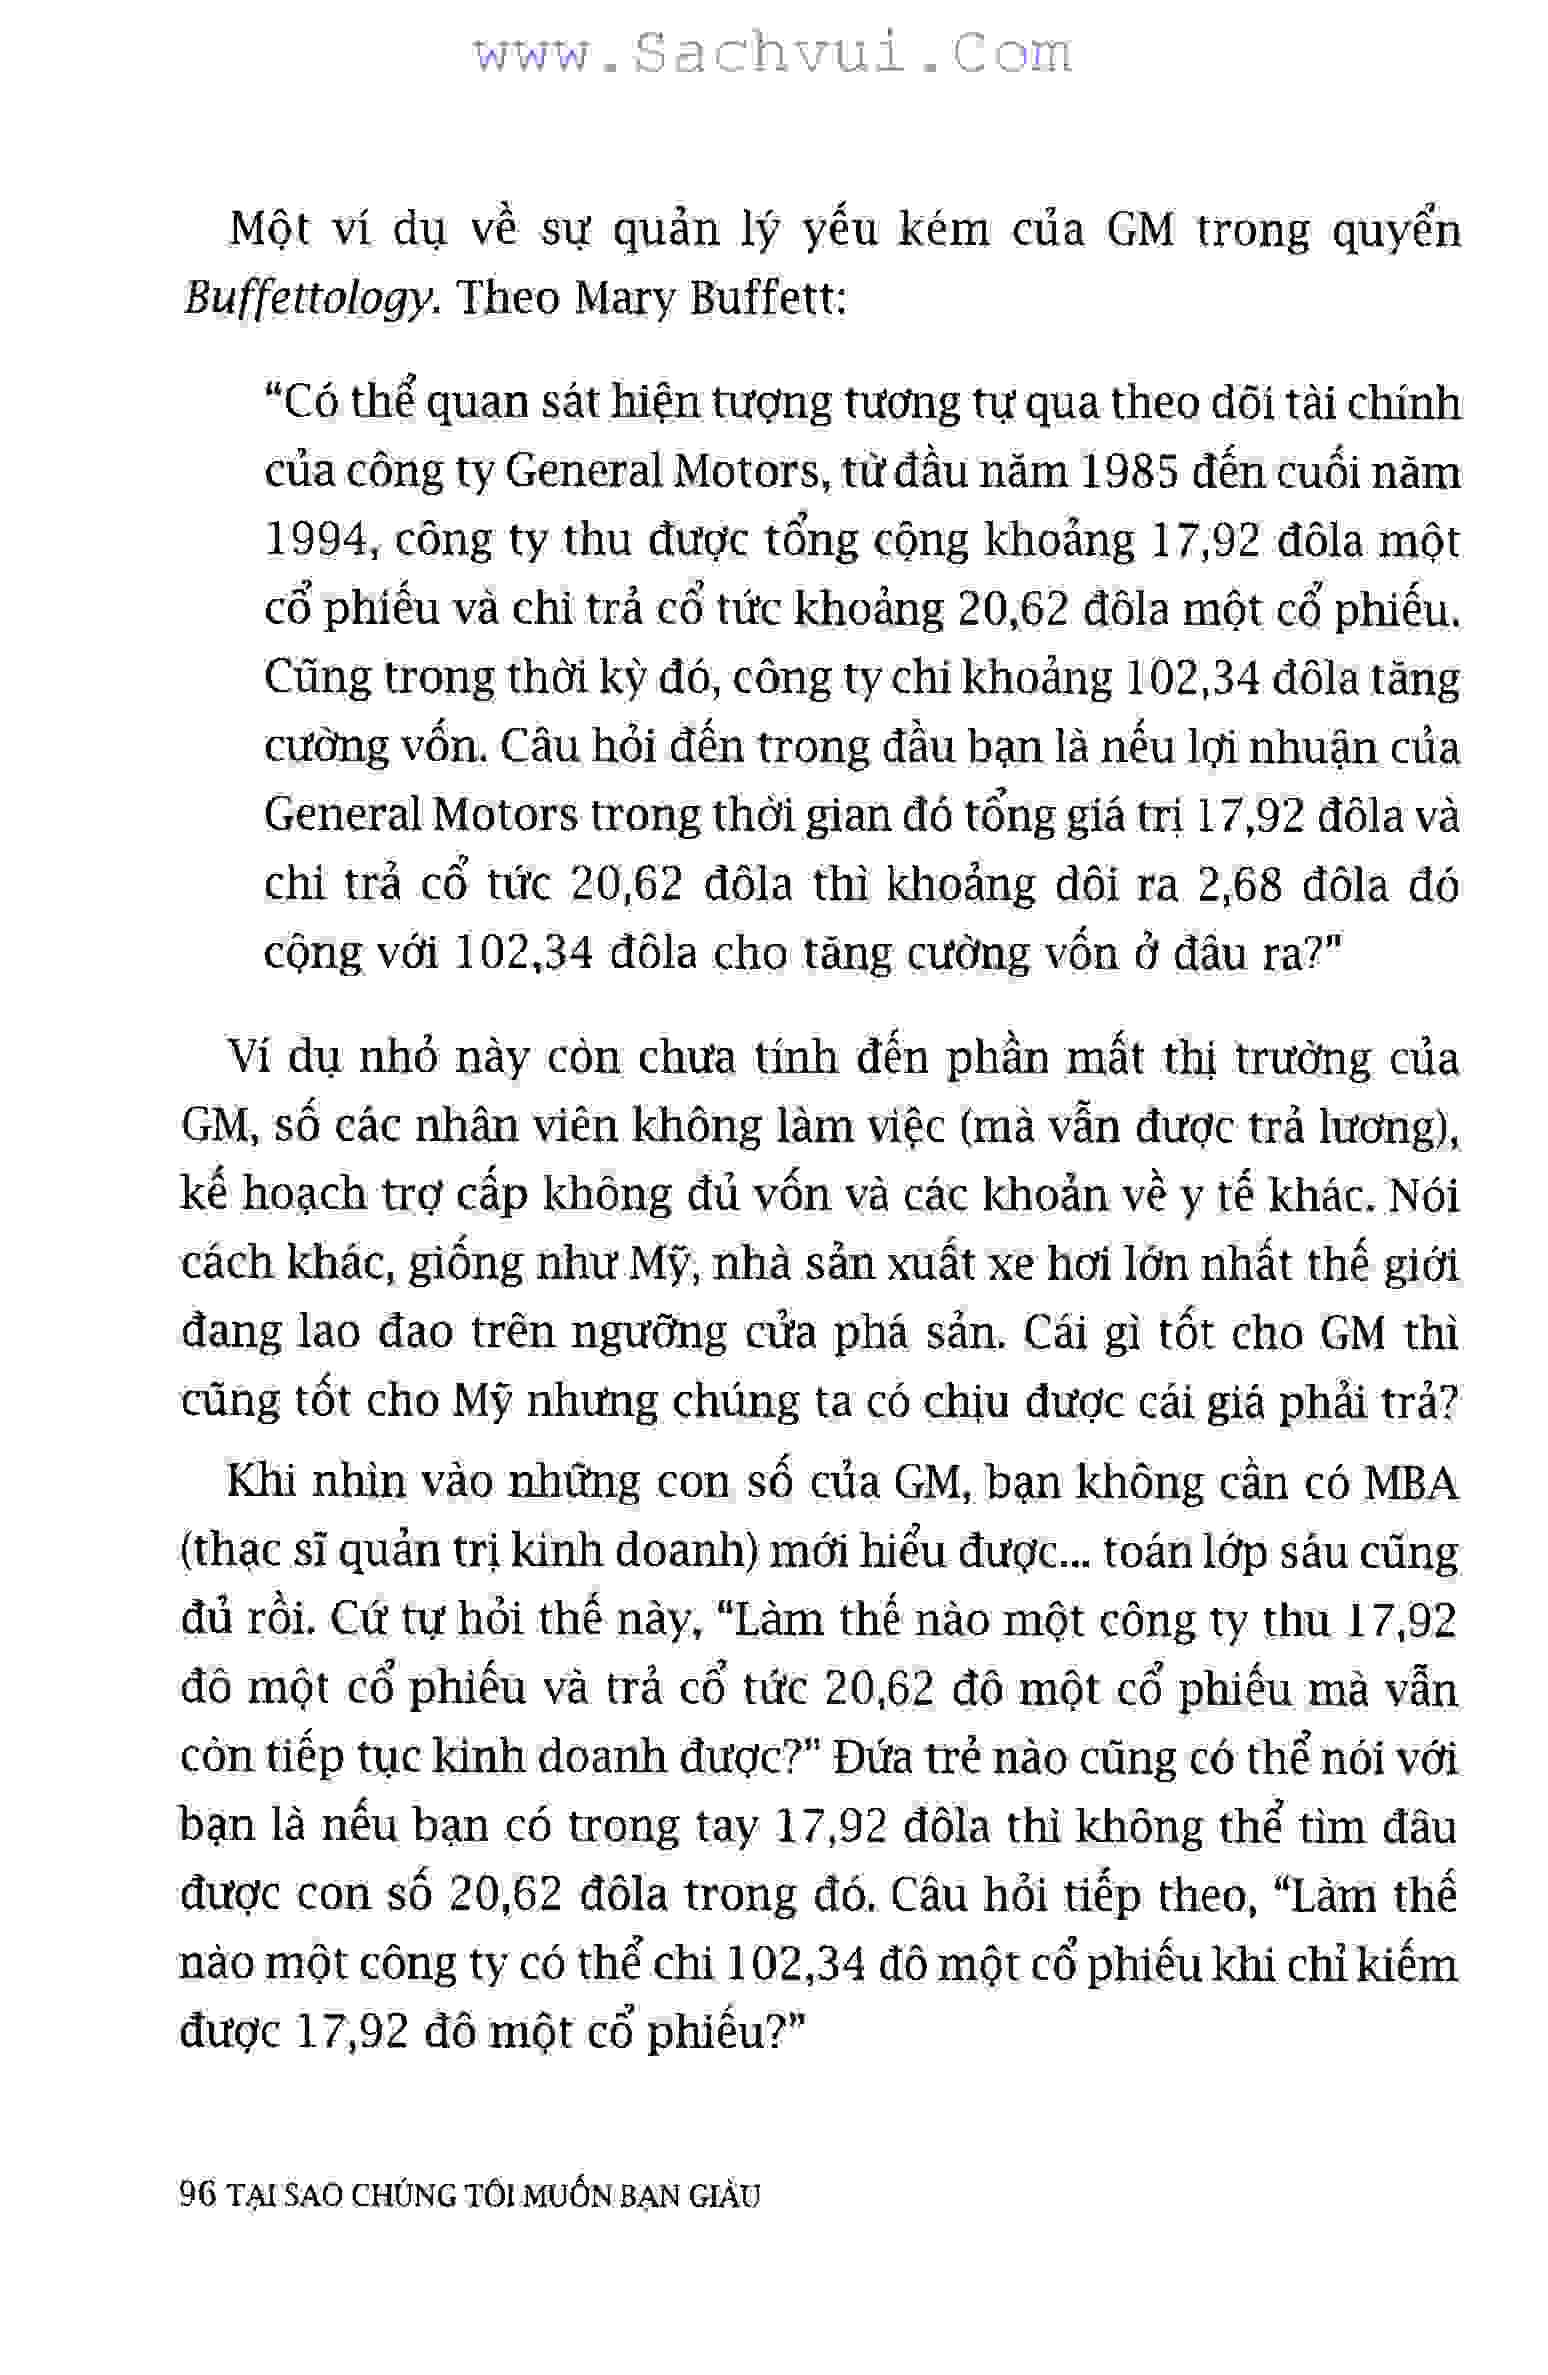 www.Sachvui.Com
Một ví dụ về sự quản lý yếu kém của GM trong quyển
Buffettology. Theo Mary Buffett:
“Có thể quan sát hiện tượng tương tự qua theo dõi tài chính
của công ty General Motors, từ đầu năm 1985 đến cuối năm
1994, công ty thu được tổng cộng khoảng 17,92 đôla một
cổ phiếu và chi trả cổ tức khoảng 20,62 đôla một cổ phiếu.
Cũng trong thời kỳ đó, công ty chi khoảng 102,34 đôla tăng
cường vốn. Câu hỏi đến trong đầu bạn là nếu lợi nhuận của
General Motors trong thời gian đó tổng giá trị 17,92 đôla và
chi trả cổ tức 20,62 đôla thì khoảng dôi ra 2,68 đôla đó
cộng với 102,34 đôla cho tăng cường vốn ở đâu ra?”
Ví dụ nhỏ này còn chưa tính đến phần mất thị trường của
GM, số các nhân viên không làm việc (mà vẫn được trả lương),
kế hoạch trợ cấp không đủ vốn và các khoản về y tế khác. Nói
cách khác, giống như Mỹ, nhà sản xuất xe hơi lớn nhất thế giới
đang lao đao trên ngưỡng cửa phá sản. Cái gì tốt cho GM thì
cũng tốt cho Mỹ nhưng chúng ta có chịu được cái giá phải trả?
Khi nhìn vào những con số của GM, bạn không cần có MBA
(thạc sĩ quản trị kinh doanh) mới hiểu được... toán lớp sáu cũng
đủ rồi. Cứ tự hỏi thế này, “Làm thế nào một công ty thu 17,92
đô một cổ phiếu và trả cổ tức 20,62 đô một cổ phiếu mà vẫn
còn tiếp tục kinh doanh được?” Đứa trẻ nào cũng có thể nói với
bạn là nếu bạn có trong tay 17,92 đôla thì không thể tìm đâu
được con số 20,62 đôla trong đó. Câu hỏi tiếp theo, “Làm thế
nào một công ty có thể chi 102,34 đô một cổ phiếu khi chỉ kiếm
được 17,92 đô một cổ phiếu?”
96 TẠI SAO CHÚNG TÔI MUỐN BẠN GIÀU